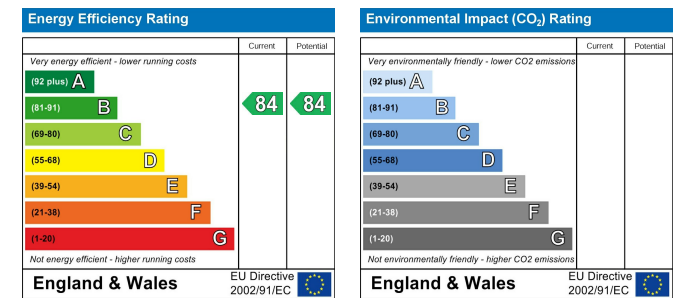 Energy Efficiency Rating
Current Potential
Very energy efficient - lower running costs
(92 plus) A
(81-91) B
84 84
(69-80) C
(55-68) D
(39-54) E
(21-38) F
(1-20) G
Not energy efficient - higher running costs
England & Wales
EU Directive
2002/91/EC
Environmental Impact (CO₂) Rating
Current Potential
Very environmentally friendly - lower CO2 emissions
(92 plus) A
(81-91) B
(69-80) C
(55-68) D
(39-54) E
(21-38) F
(1-20) G
Not environmentally friendly - higher CO2 emissions
England & Wales
EU Directive
2002/91/EC